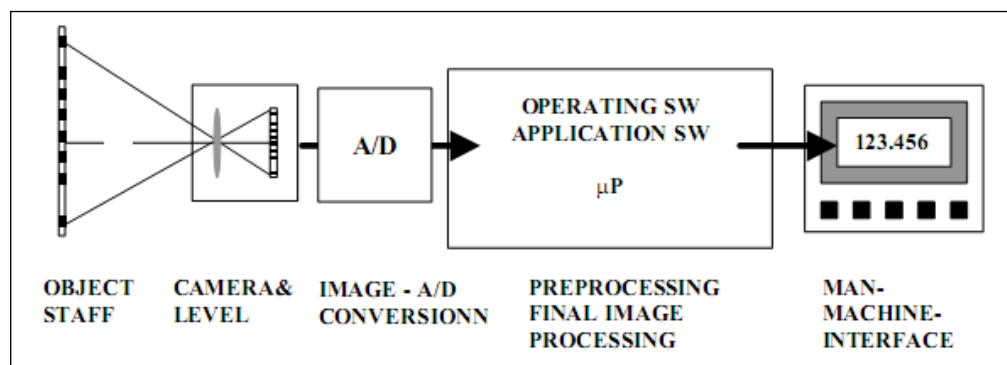 OPERATING SW
APPLICATION SW
A/D
μP
123.456
OBJECT
STAFF
CAMERA&
LEVEL
IMAGE - A/D
CONVERSIONN
PREPROCESSING
FINAL IMAGE
PROCESSING
MAN-
MACHINE-
INTERFACE